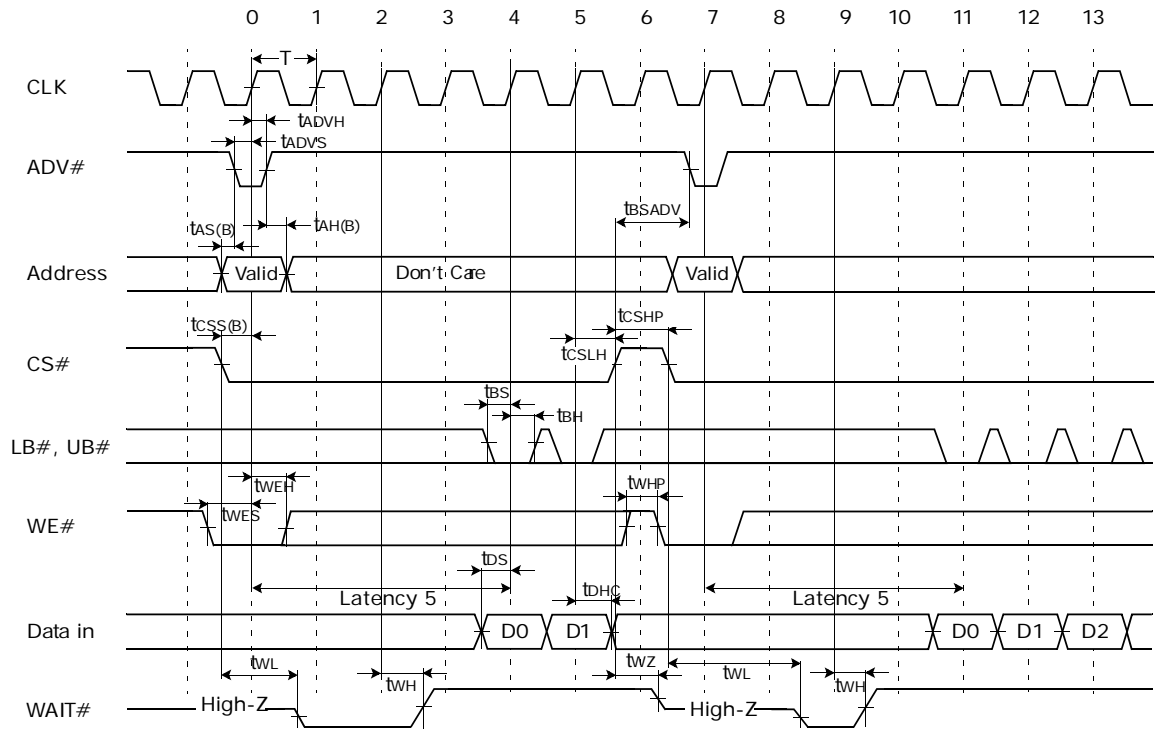 0 1 2 3 4 5 6 7 8 9 10 11 12 13
T
CLK
tADVH
tADVS
ADV#
tBSADV
tAH(B)
tAS(B)
Address Valid Don't Care Valid
tCSHP
tCSS(B)
tCSLH
CS#
tBS
tBH
LB#, UB#
tWEH
tWHP
tWES
WE#
tDS
tDHC
Latency 5 Latency 5
Data in D0 D1 D0 D1 D2
tWL tWH tWZ tWL tWH
WAIT# High-Z High-Z